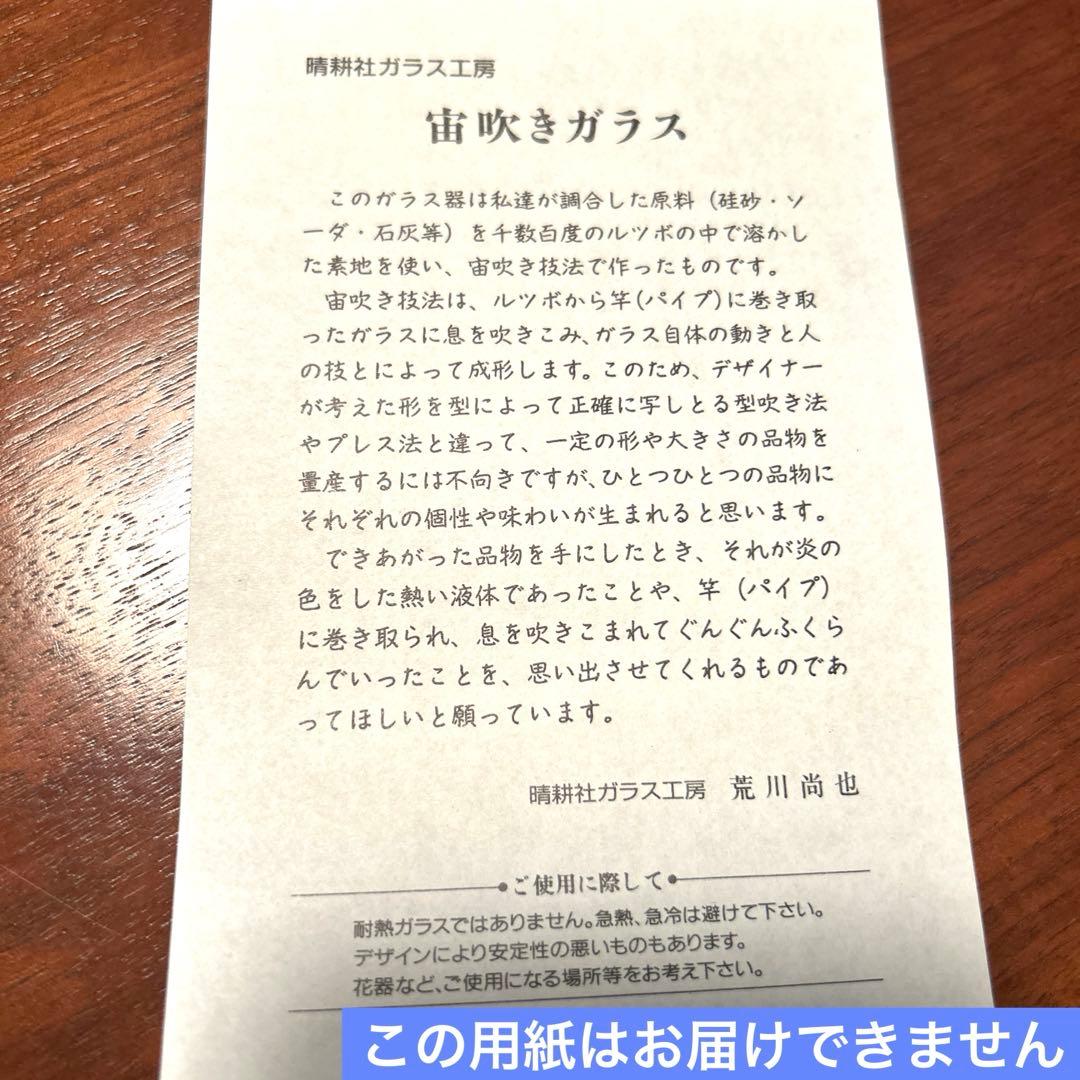 晴耕社ガラス工房
宙吹きガラス
このガラス器は私達が調合した原料（硅砂・ソ
ーダ・石灰等）を千数百度のルツボの中で溶かし
た素地を使い、宙吹き技法で作ったものです。
宙吹き技法は、ルツボから竿(パイプ)に巻き取
ったガラスに息を吹きこみ、ガラス自体の動きと人
の技とによって成形します。このため、デザイナー
が考えた形を型によって正確に写しとる型吹き法
やプレス法と違って、一定の形や大きさの品物を
量産するには不向きですが、ひとつひとつの品物に
それぞれの個性や味わいが生まれると思います。
できあがった品物を手にしたとき、それが炎の
色をした熱い液体であったことや、竿（パイプ）
に巻き取られ、息を吹きこまれてぐんぐんふくら
んでいったことを、思い出させてくれるものであ
ってほしいと願っています。
晴耕社ガラス工房 荒川尚也
ご使用に際して
耐熱ガラスではありません。急熱、急冷は避けて下さい。
デザインにより安定性の悪いものもあります。
花器など、ご使用になる場所等をお考え下さい。
この用紙はお届けできません